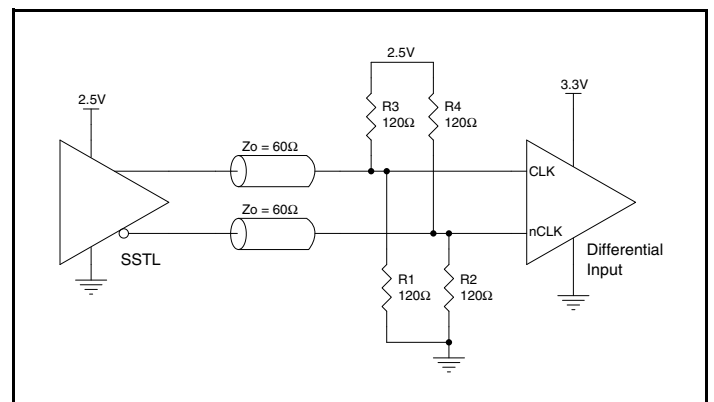 2.5V
2.5V
3.3V
R3
120Ω
R4
120Ω
Zo = 60Ω
CLK
Zo = 60Ω
nCLK
SSTL
Differential
Input
R1
120Ω
R2
120Ω